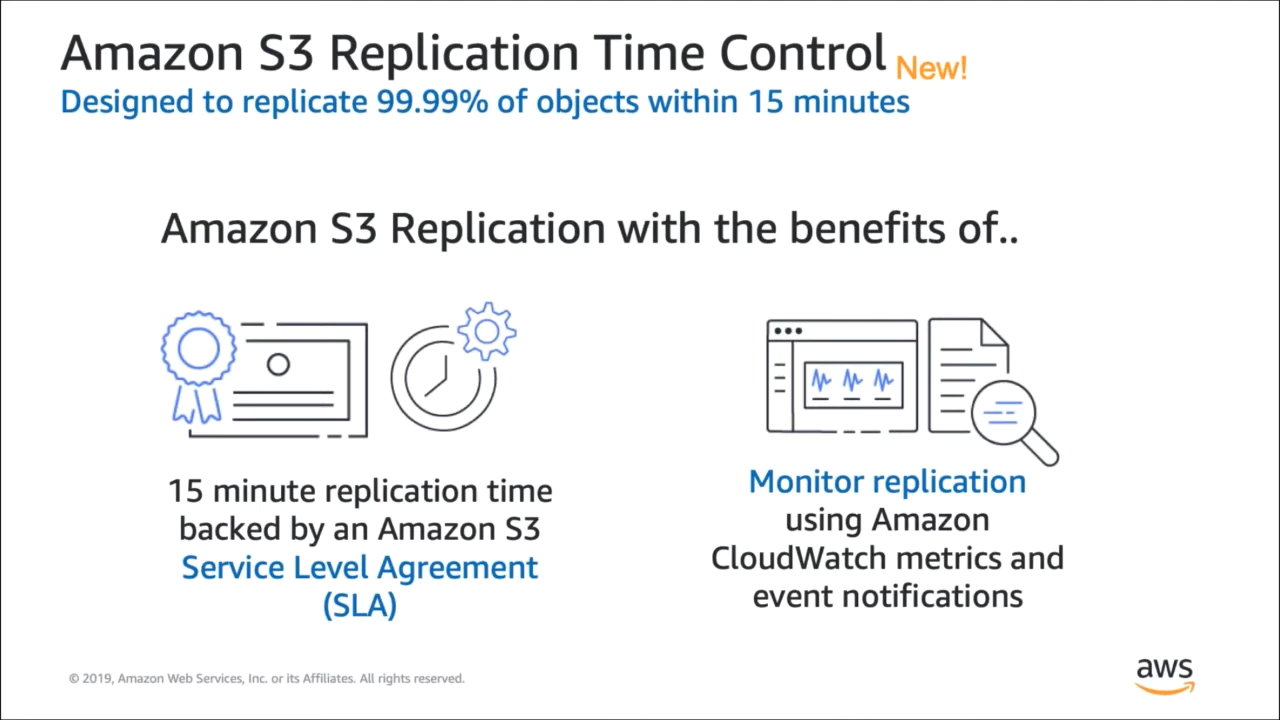 Amazon S3 Replication Time Control New!
Designed to replicate 99.99% of objects within 15 minutes
Amazon S3 Replication with the benefits of..
15 minute replication time
backed by an Amazon S3
Service Level Agreement
(SLA)
Monitor replication
using Amazon
CloudWatch metrics and
event notifications
© 2019, Amazon Web Services, Inc. or its Affiliates. All rights reserved.
aws